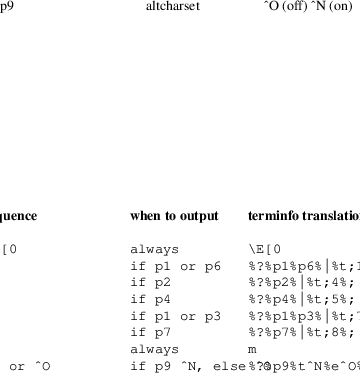 p9 altcharset ^O (off) ^N (on)
quence when to output terminfo translation
[0 always \E[0
if p1 or p6 %?%p1%p6%|%t;1
if p2 %?%p2%|%t;4%;
if p4 %?%p4%|%t;5%;
if p1 or p3 %?%p1%p3%|%t;7
if p7 %?%p7%|%t;8%;
always m
or ^O if p9 ^N, else ^O %?%p9%t^N%e^O%